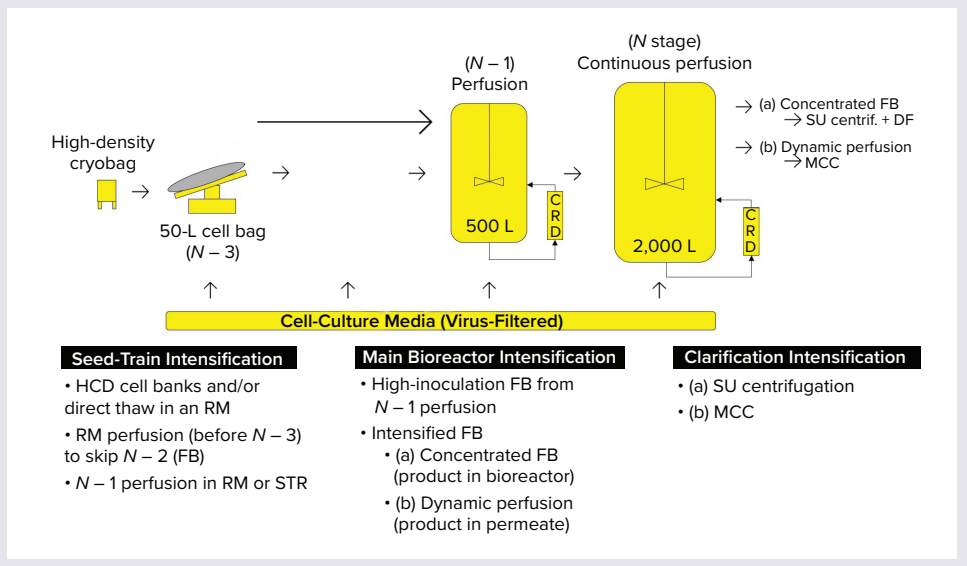 (N stage)
Continuous perfusion
(N – 1)
Perfusion
(a) Concentrated FB
SU centrif. + DF
(b) Dynamic perfusion
MCC
High-density
cryobag
50-L cell bag
(N – 3)
500 L
C
R
D
2,000 L
C
R
D
Cell-Culture Media (Virus-Filtered)
Seed-Train Intensification
• HCD cell banks and/or
direct thaw in an RM
• RM perfusion (before N – 3)
to skip N – 2 (FB)
• N – 1 perfusion in RM or STR
Main Bioreactor Intensification
• High-inoculation FB from
N – 1 perfusion
• Intensified FB
• (a) Concentrated FB
(product in bioreactor)
• (b) Dynamic perfusion
(product in permeate)
Clarification Intensification
• (a) SU centrifugation
• (b) MCC